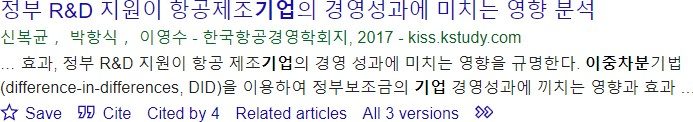 정부 R&D 지원이 항공제조기업의 경영성과에 미치는 영향 분석
신복균 , 박항식 , 이영수 - 한국항공경영학회지, 2017 - kiss.kstudy.com
... 효과, 정부 R&D 지원이 항공 제조기업의 경영 성과에 미치는 영향을 규명한다. 이중차분기법
(difference-in-differences, DID)을 이용하여 정부보조금의 기업 경영성과에 끼치는 영향과 효과 ...
Save Cite Cited by 4 Related articles All 3 versions